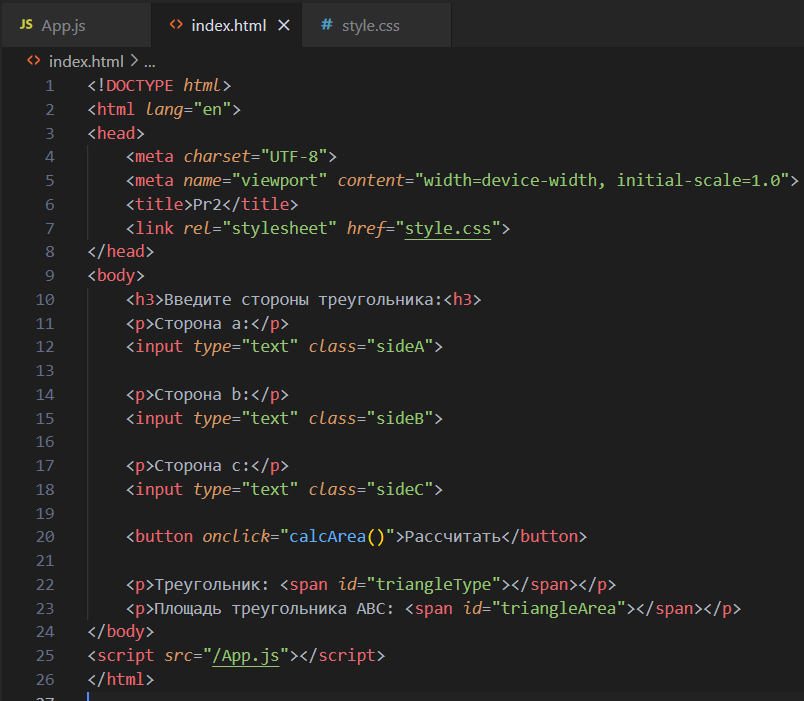 JS App.js
<> index.html ×
# style.css
<> index.html > ...
1 <!DOCTYPE html>
2 <html lang="en">
3 <head>
4 <meta charset="UTF-8">
5 <meta name="viewport" content="width=device-width, initial-scale=1.0">
6 <title>Pr2</title>
7 <link rel="stylesheet" href="style.css">
8 </head>
9 <body>
10 <h3>Введите стороны треугольника:<h3>
11 <p>Сторона a:</p>
12 <input type="text" class="sideA">
13
14 <p>Сторона b:</p>
15 <input type="text" class="sideB">
16
17 <p>Сторона c:</p>
18 <input type="text" class="sideC">
19
20 <button onclick="calcArea()">Рассчитать</button>
21
22 <p>Треугольник: <span id="triangleType"></span></p>
23 <p>Площадь треугольника ABC: <span id="triangleArea"></span></p>
24 </body>
25 <script src="/App.js"></script>
26 </html>
27